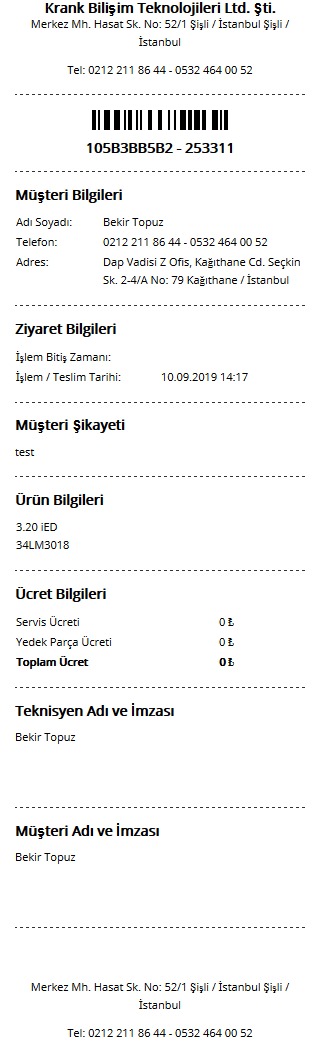 Krank Bilişim Teknolojileri Ltd. Şti.
Merkez Mh. Hasat Sk. No: 52/1 Şişli / İstanbul Şişli /
İstanbul
Tel: 0212 211 86 44 - 0532 464 00 52
105B3BB5B2 - 253311
Müşteri Bilgileri
Adı Soyadı: Bekir Topuz
Telefon: 0212 211 86 44 - 0532 464 00 52
Adres: Dap Vadisi Z Ofis, Kağıthane Cd. Seçkin
Sk. 2-4/A No: 79 Kağıthane / İstanbul
Ziyaret Bilgileri
İşlem Bitiş Zamanı:
İşlem / Teslim Tarihi: 10.09.2019 14:17
Müşteri Şikayeti
test
Ürün Bilgileri
3.20 iED
34LM3018
Ücret Bilgileri
Servis Ücreti 0 ₺
Yedek Parça Ücreti 0 ₺
Toplam Ücret 0 ₺
Teknisyen Adı ve İmzası
Bekir Topuz
Müşteri Adı ve İmzası
Bekir Topuz
Merkez Mh. Hasat Sk. No: 52/1 Şişli / İstanbul Şişli /
İstanbul
Tel: 0212 211 86 44 - 0532 464 00 52